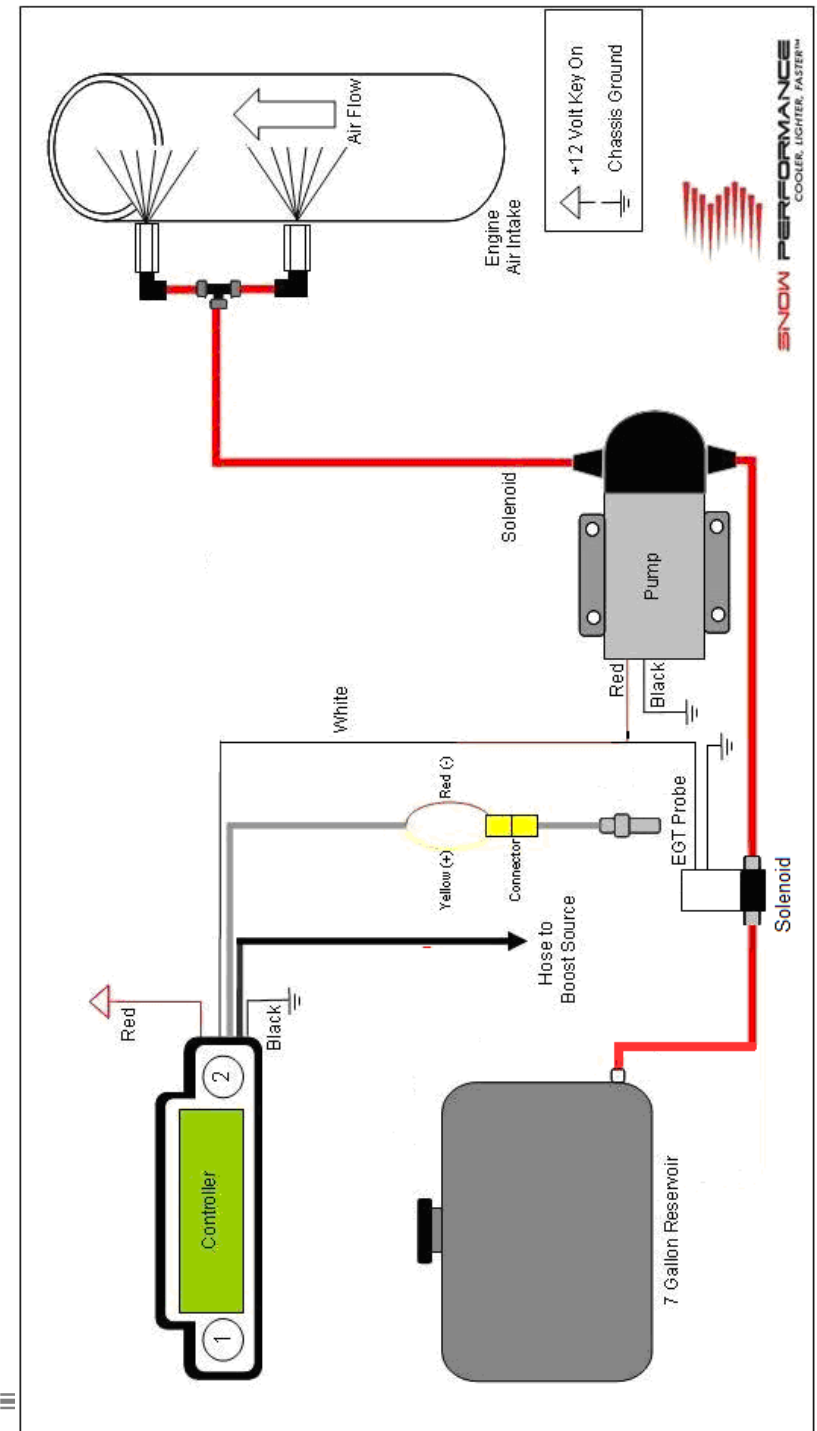 Air Flow
Engine
Air Intake
+12 Volt Key On
Chassis Ground
SNOW PERFORMANCE
COOLER, LIGHTER, FASTER™
Solenoid
Pump
Red
Black
White
Yellow (+)
Red (-)
Connector
EGT Probe
Hose to
Boost Source
Solenoid
Red
Black
1
Controller
2
7 Gallon Reservoir